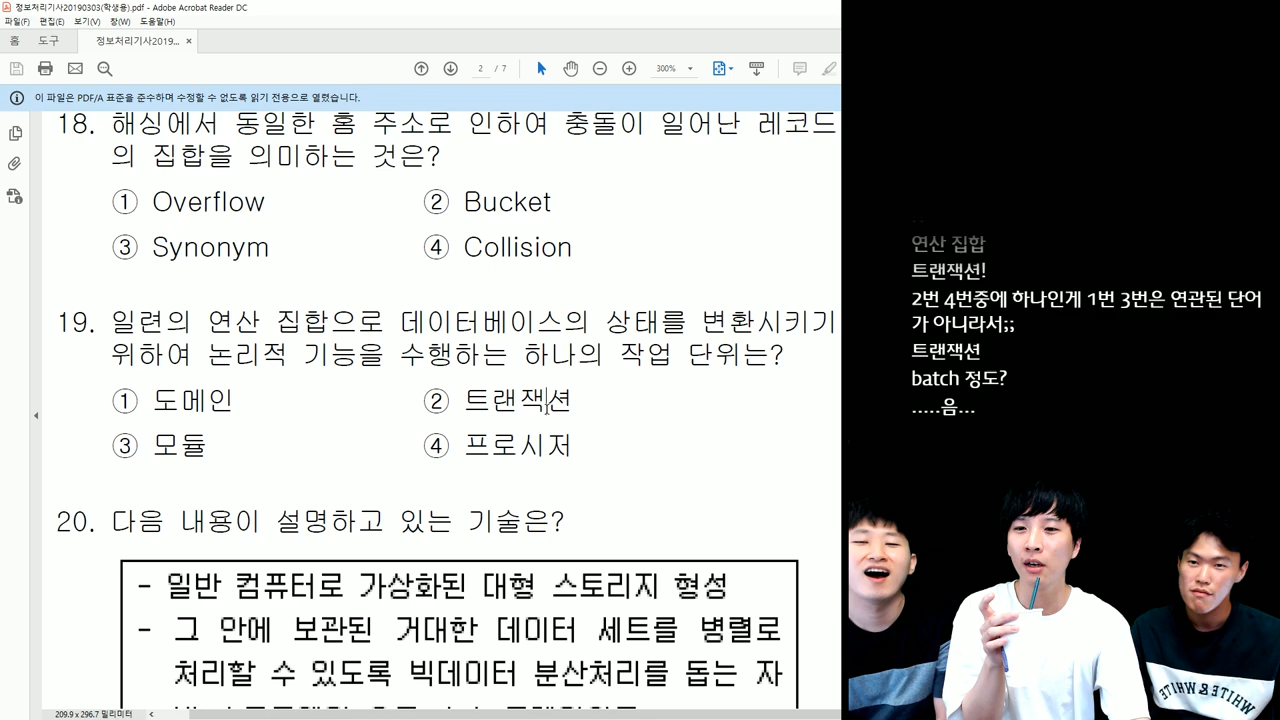 정보처리기사20190303(학생용).pdf - Adobe Acrobat Reader DC
파일(F) 편집(E) 보기(V) 창(W) 도움말(H)
홈 도구 정보처리기사2019... ×
2 / 7 300%
이 파일은 PDF/A 표준을 준수하며 수정할 수 없도록 읽기 전용으로 열렸습니다.
18. 해싱에서 동일한 홈 주소로 인하여 충돌이 일어난 레코드
의 집합을 의미하는 것은?
① Overflow ② Bucket
③ Synonym ④ Collision
19. 일련의 연산 집합으로 데이터베이스의 상태를 변환시키기
위하여 논리적 기능을 수행하는 하나의 작업 단위는?
① 도메인 ② 트랜잭션
③ 모듈 ④ 프로시저
20. 다음 내용이 설명하고 있는 기술은?
- 일반 컴퓨터로 가상화된 대형 스토리지 형성
- 그 안에 보관된 거대한 데이터 세트를 병렬로
처리할 수 있도록 빅데이터 분산처리를 돕는 자
209.9 x 296.7 밀리미터
연산 집합
트랜잭션!
2번 4번중에 하나인게 1번 3번은 연관된 단어
가 아니라서;;
트랜잭션
batch 정도?
.....음...
WHITE&WHITE